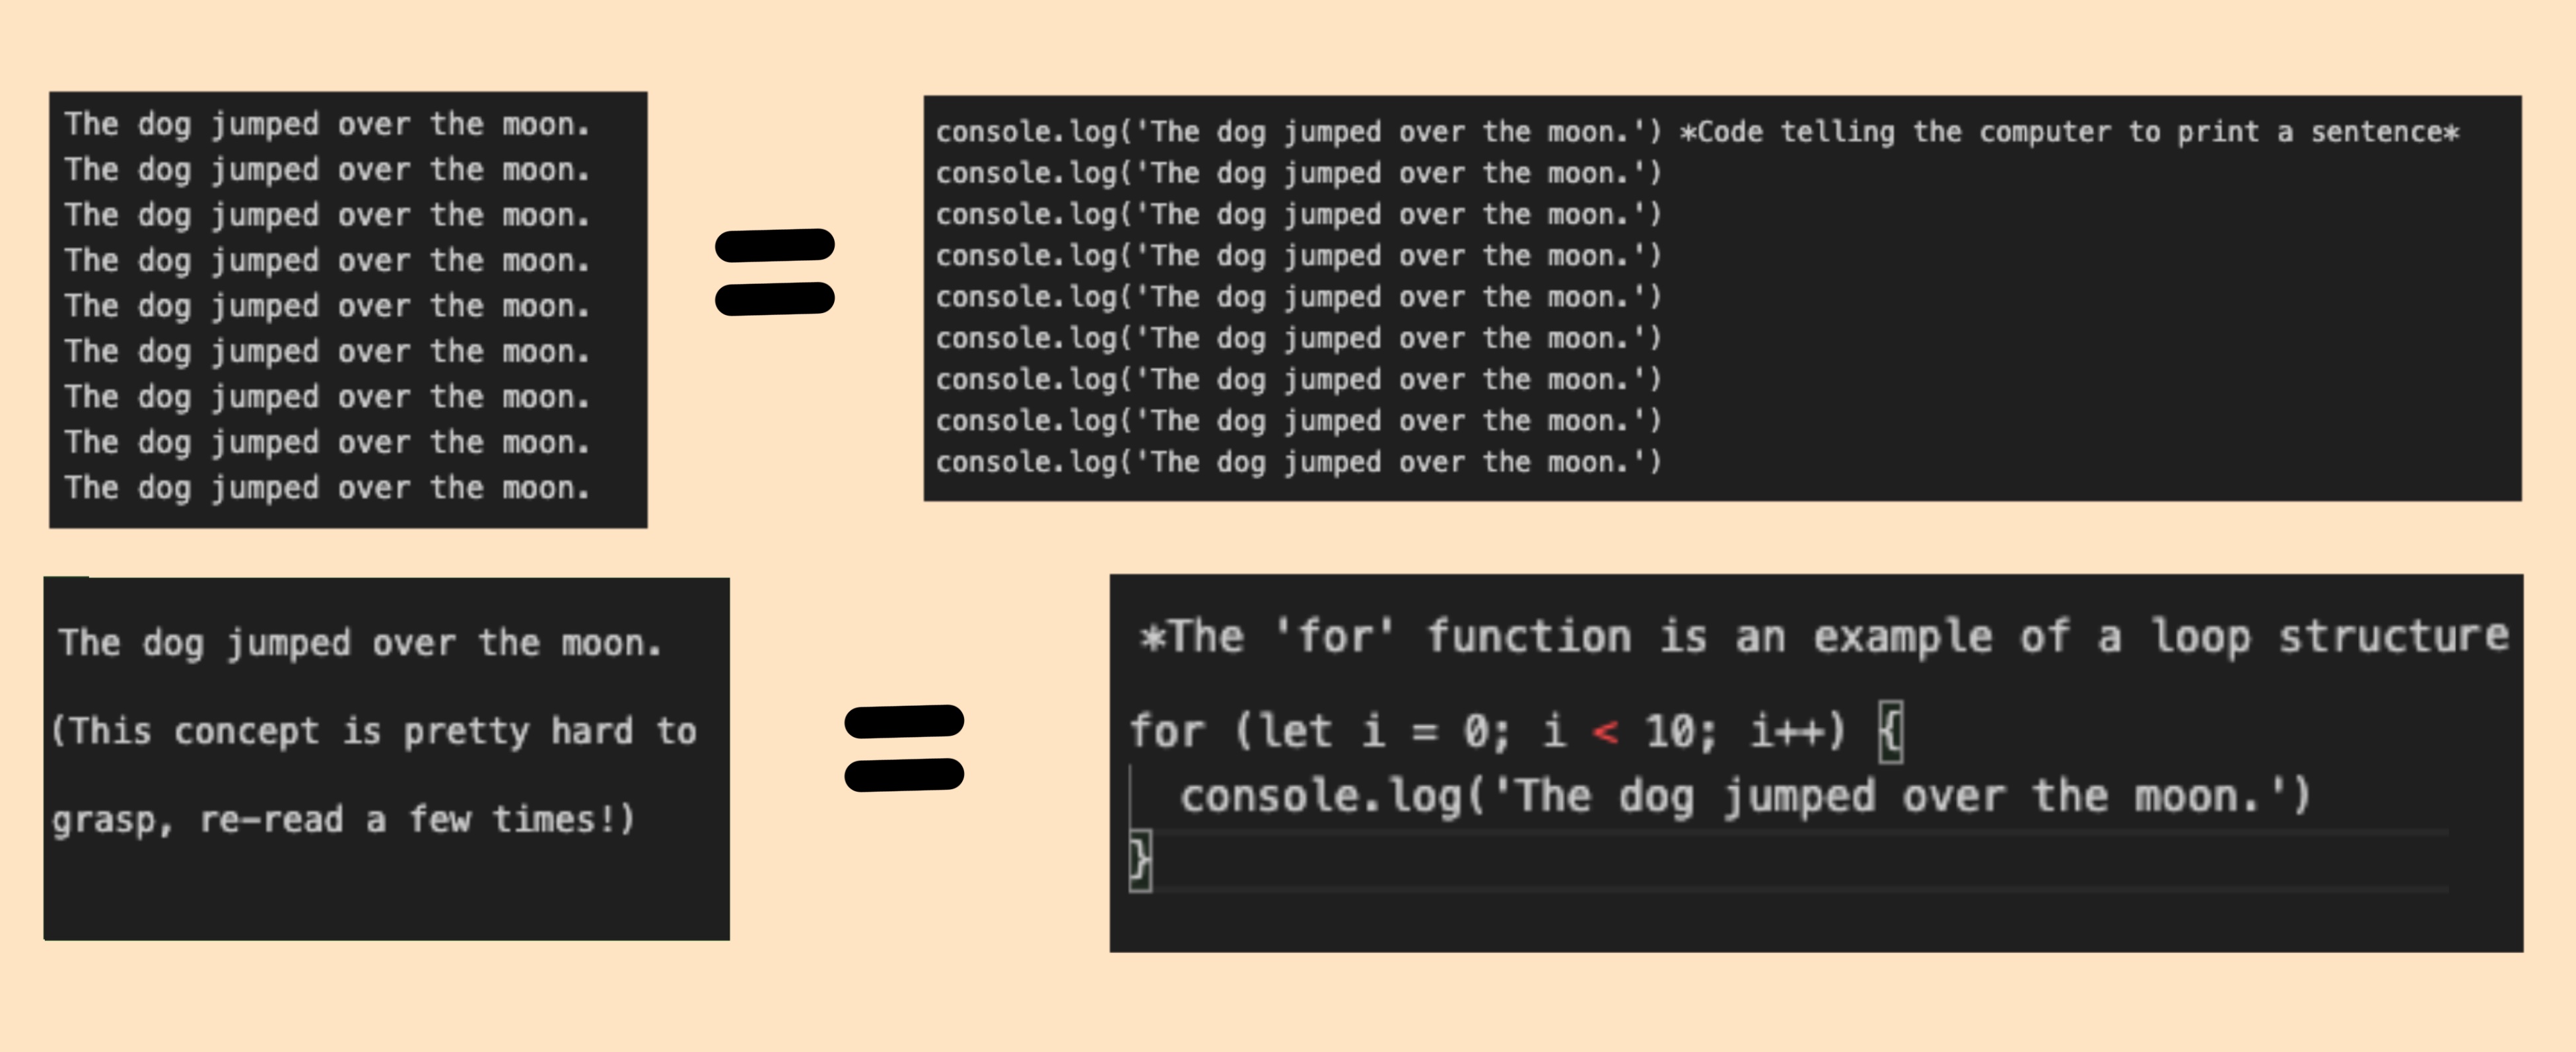 The dog jumped over the moon.
The dog jumped over the moon.
The dog jumped over the moon.
The dog jumped over the moon.
The dog jumped over the moon.
The dog jumped over the moon.
The dog jumped over the moon.
The dog jumped over the moon.
The dog jumped over the moon.
=
console.log('The dog jumped over the moon.') *Code telling the computer to print a sentence*
console.log('The dog jumped over the moon.')
console.log('The dog jumped over the moon.')
console.log('The dog jumped over the moon.')
console.log('The dog jumped over the moon.')
console.log('The dog jumped over the moon.')
console.log('The dog jumped over the moon.')
console.log('The dog jumped over the moon.')
console.log('The dog jumped over the moon.')
The dog jumped over the moon.
(This concept is pretty hard to
grasp, re-read a few times!)
=
*The 'for' function is an example of a loop structure
for (let i = 0; i < 10; i++) {
  console.log('The dog jumped over the moon.')
}